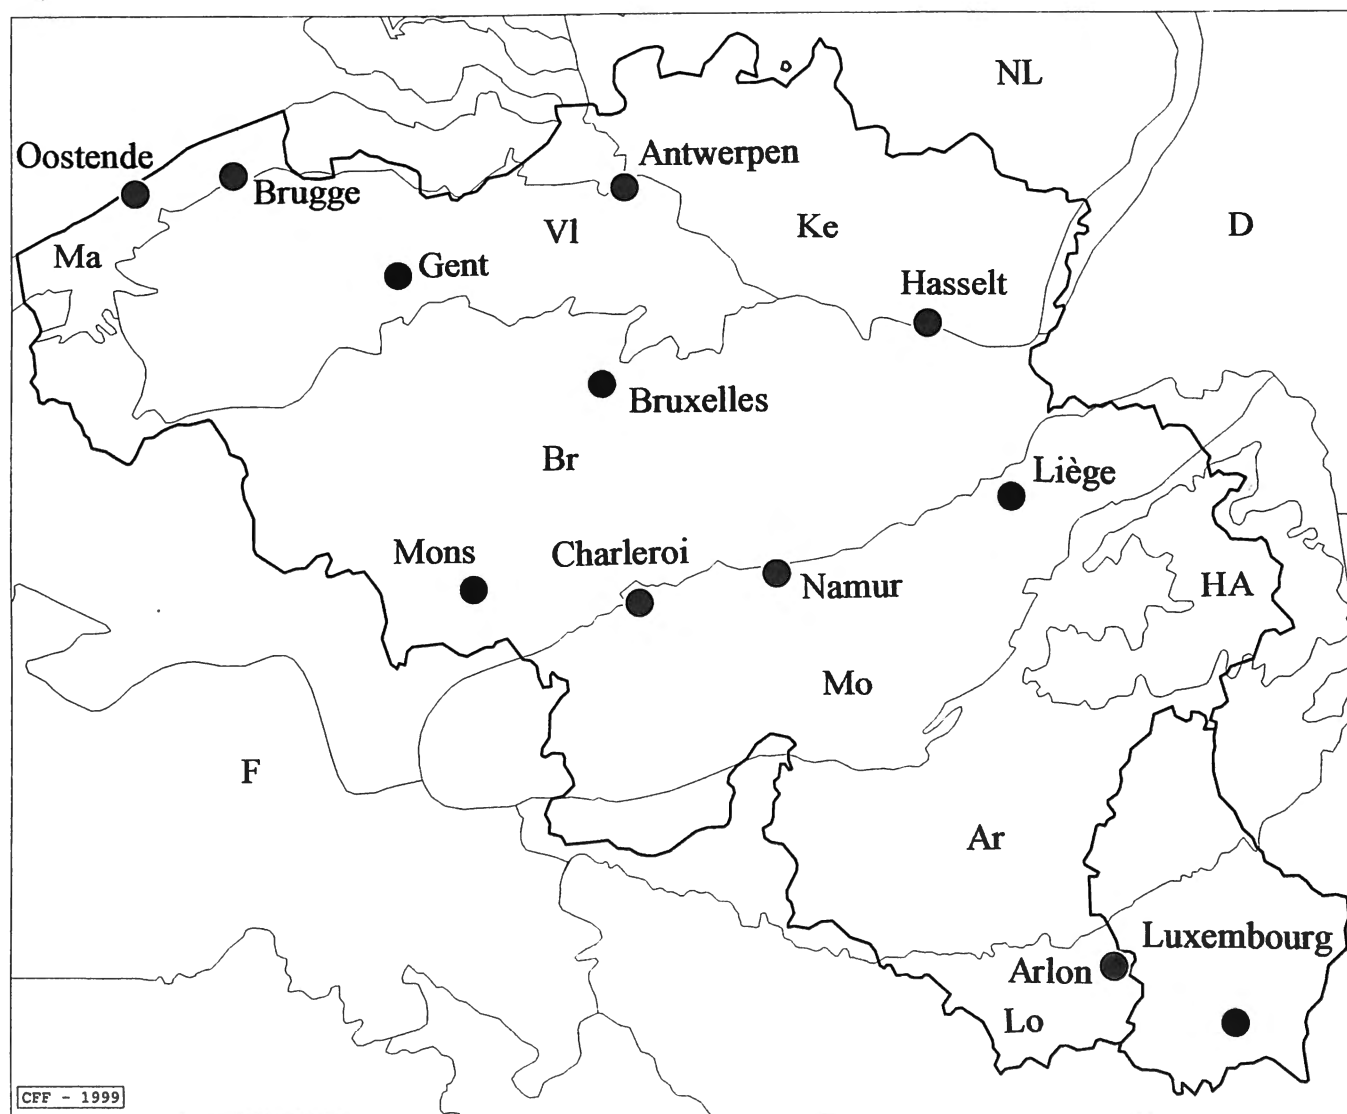 NL
Oostende
Antwerpen
Brugge
Vl
Ke
D
Ma
Gent
Hasselt
Bruxelles
Br
Liège
Mons
Charleroi
Namur
HA
Mo
F
Ar
Luxembourg
Arlon
Lo
CFF - 1999